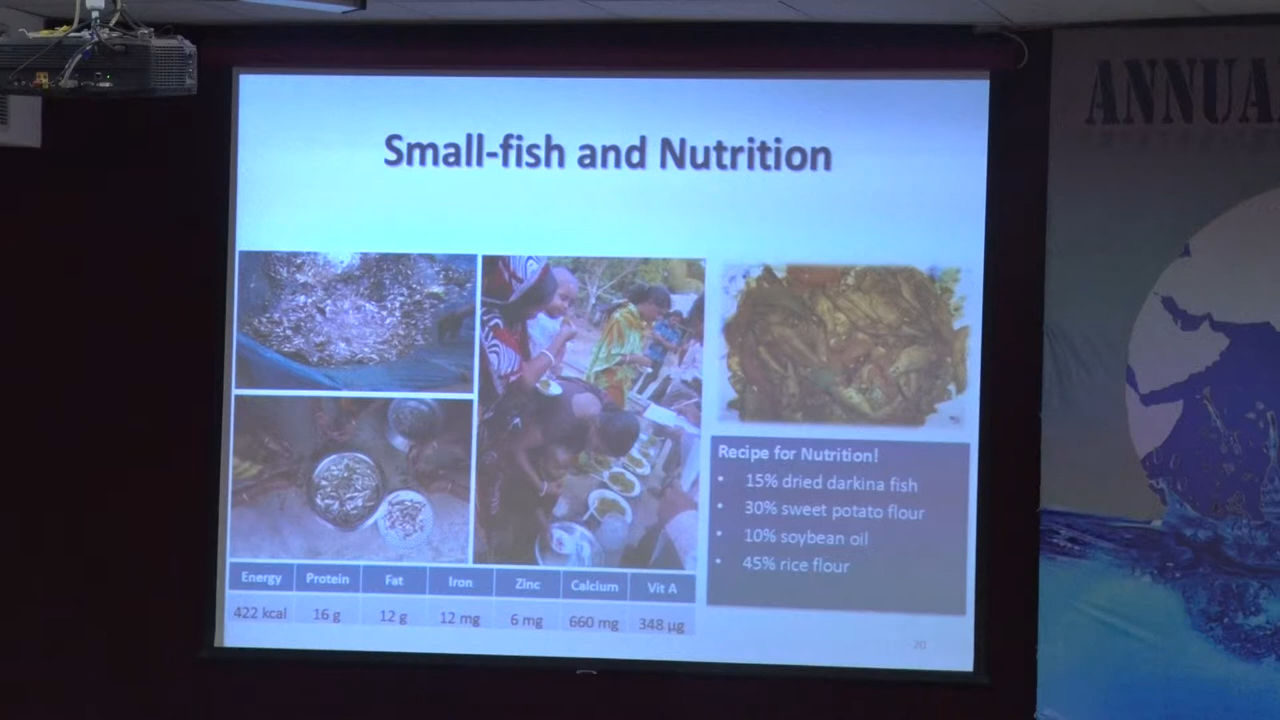 Small-fish and Nutrition
Recipe for Nutrition!
• 15% dried darkina fish
• 30% sweet potato flour
• 10% soybean oil
• 45% rice flour
Energy Protein Fat Iron Zinc Calcium Vit A
422 kcal 16 g 12 g 12 mg 6 mg 660 mg 348 µg
20
ANNUA